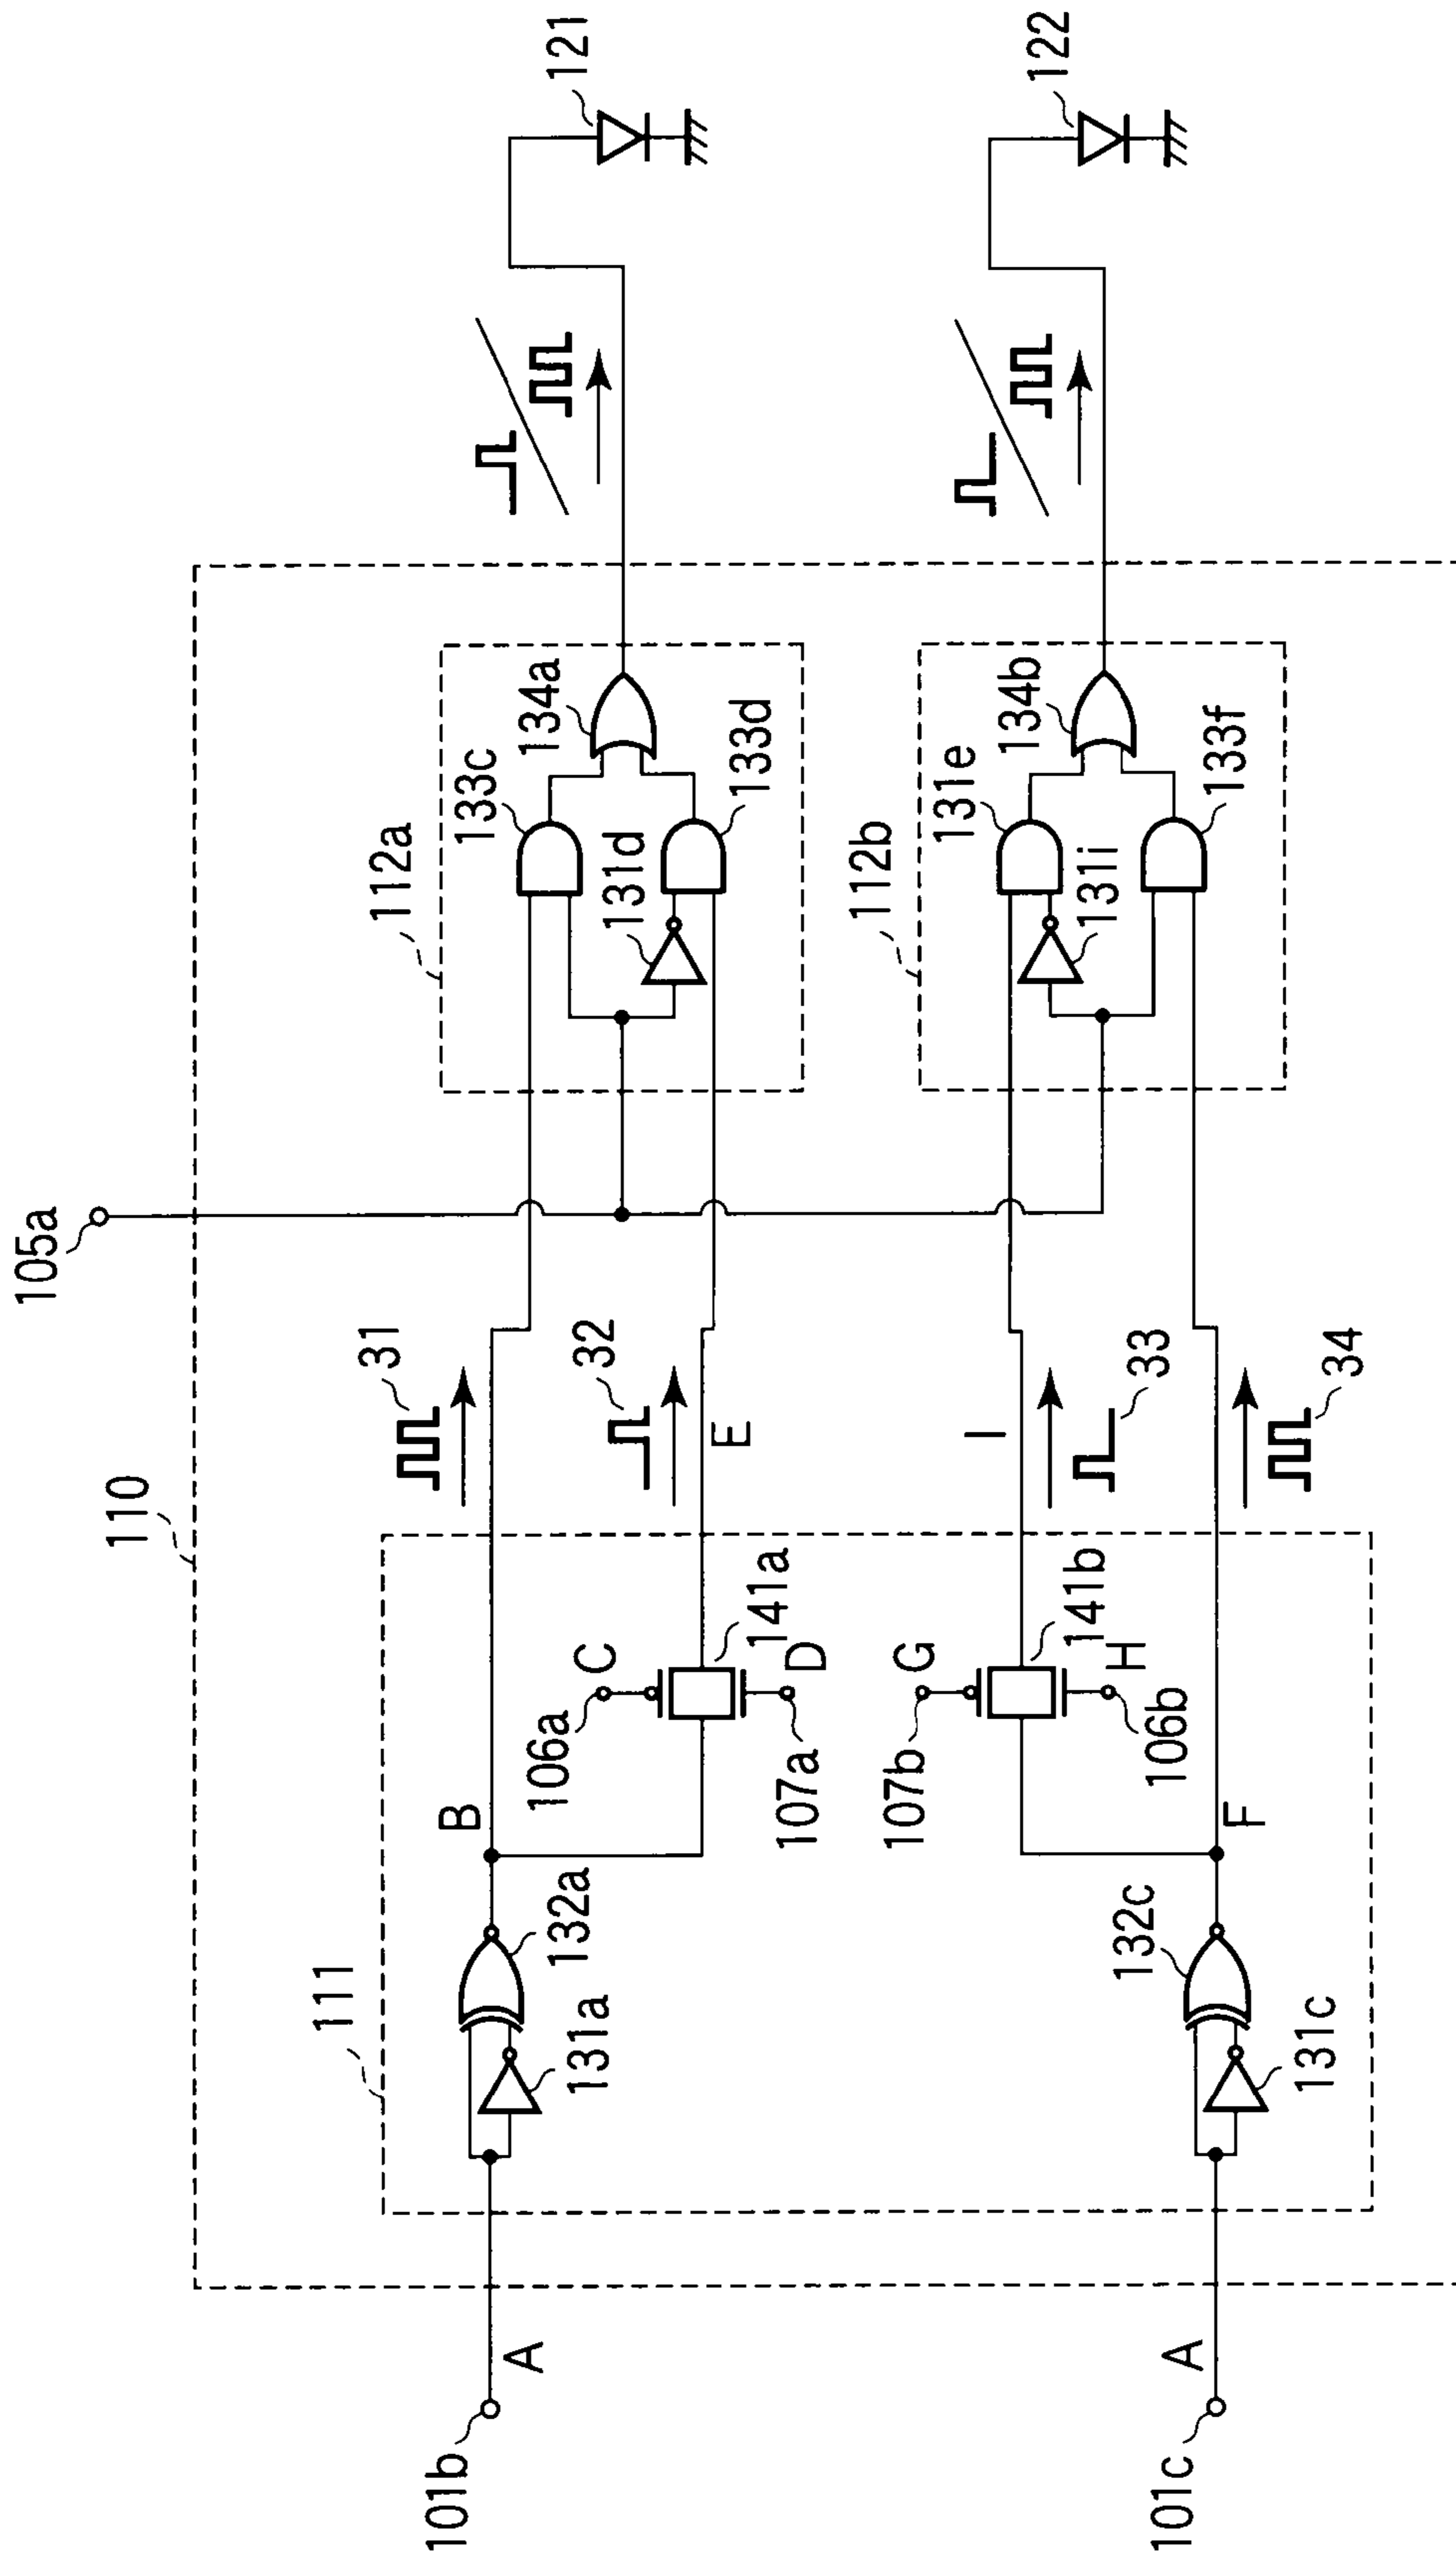 105a
110
111
31
B
112a
133c
134a
121
106a
C
32
E
131d
133d
132a
131a
141a
107a
D
101b
A
107b
G
I
112b
131e
134b
122
33
131i
133f
141b
106b
H
132c
F
34
131c
101c
A